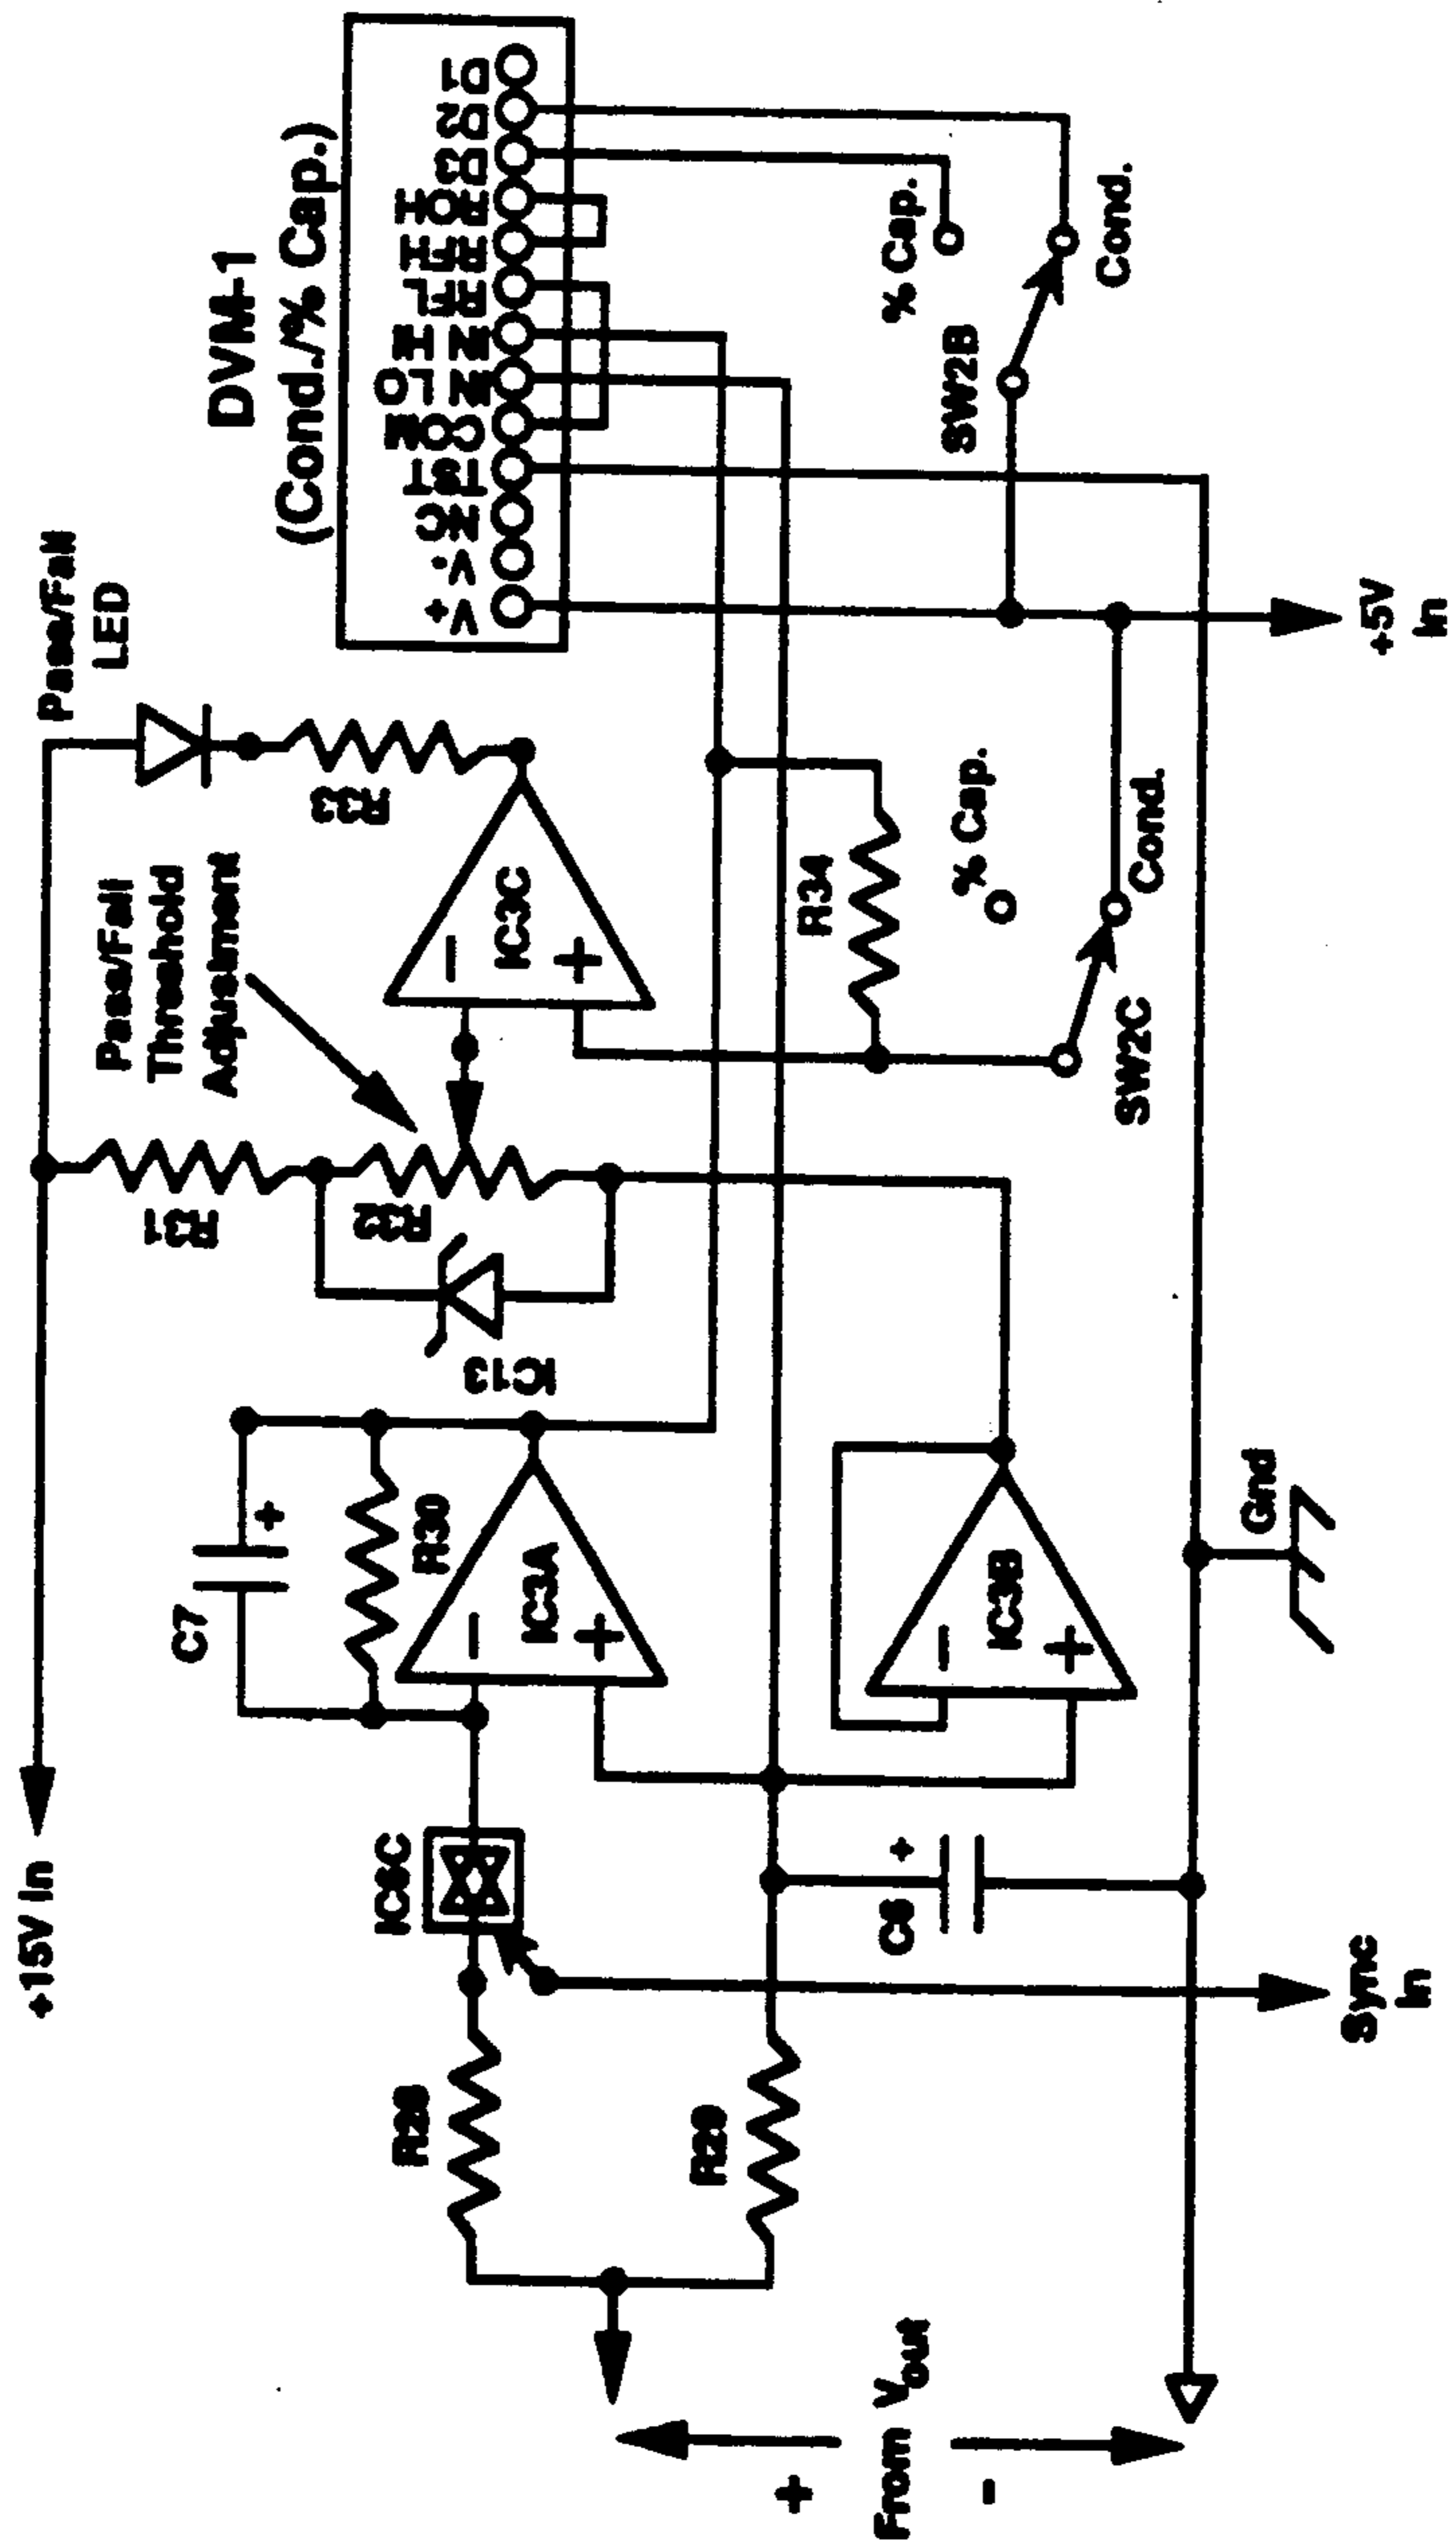 +15V In
Pass/Fail
LED
DVM-1
(Cond./% Cap.)
V+
V-
NC
TST
COM
IN LO
IN HI
RFL
RFH
ROH
D3
D2
D1
Pass/Fail
Threshold
Adjustment
R31
R32
R33
IC13
C7
+
R30
IC6C
−
IC3A
+
−
IC3C
+
R28
R29
C8
+
−
IC3B
+
R34
% Cap.
Cond.
SW2C
% Cap.
Cond.
SW2B
+
From Vout
-
Sync
In
Gnd
+5V
In